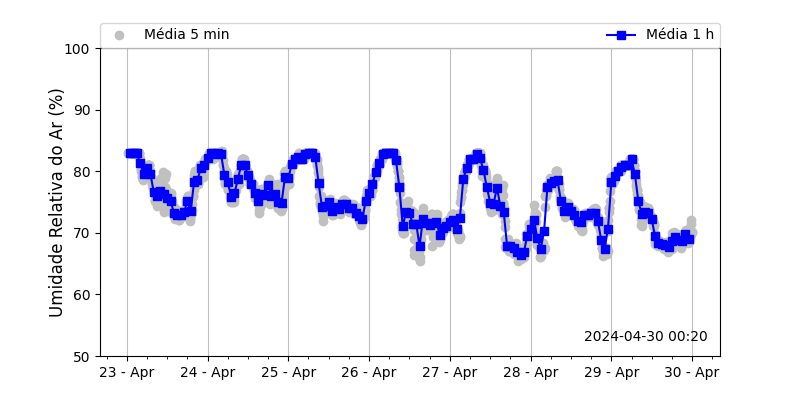 Média 5 min
Média 1 h
Umidade Relativa do Ar (%)
100
90
80
70
60
50
2024-04-30 00:20
23 - Apr
24 - Apr
25 - Apr
26 - Apr
27 - Apr
28 - Apr
29 - Apr
30 - Apr